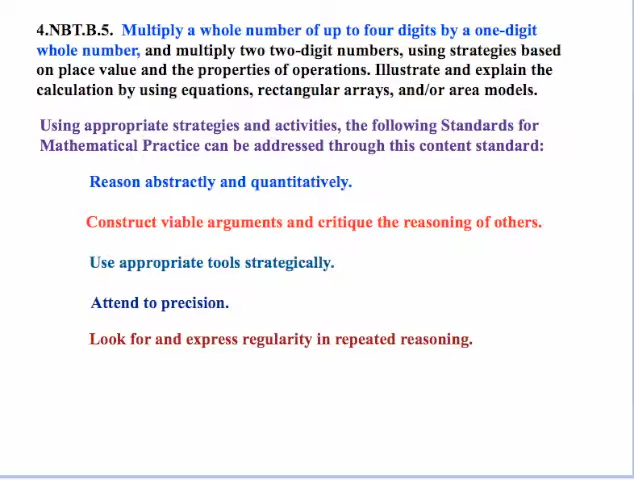 4.NBT.B.5. Multiply a whole number of up to four digits by a one-digit
whole number, and multiply two two-digit numbers, using strategies based
on place value and the properties of operations. Illustrate and explain the
calculation by using equations, rectangular arrays, and/or area models.
Using appropriate strategies and activities, the following Standards for
Mathematical Practice can be addressed through this content standard:
Reason abstractly and quantitatively.
Construct viable arguments and critique the reasoning of others.
Use appropriate tools strategically.
Attend to precision.
Look for and express regularity in repeated reasoning.